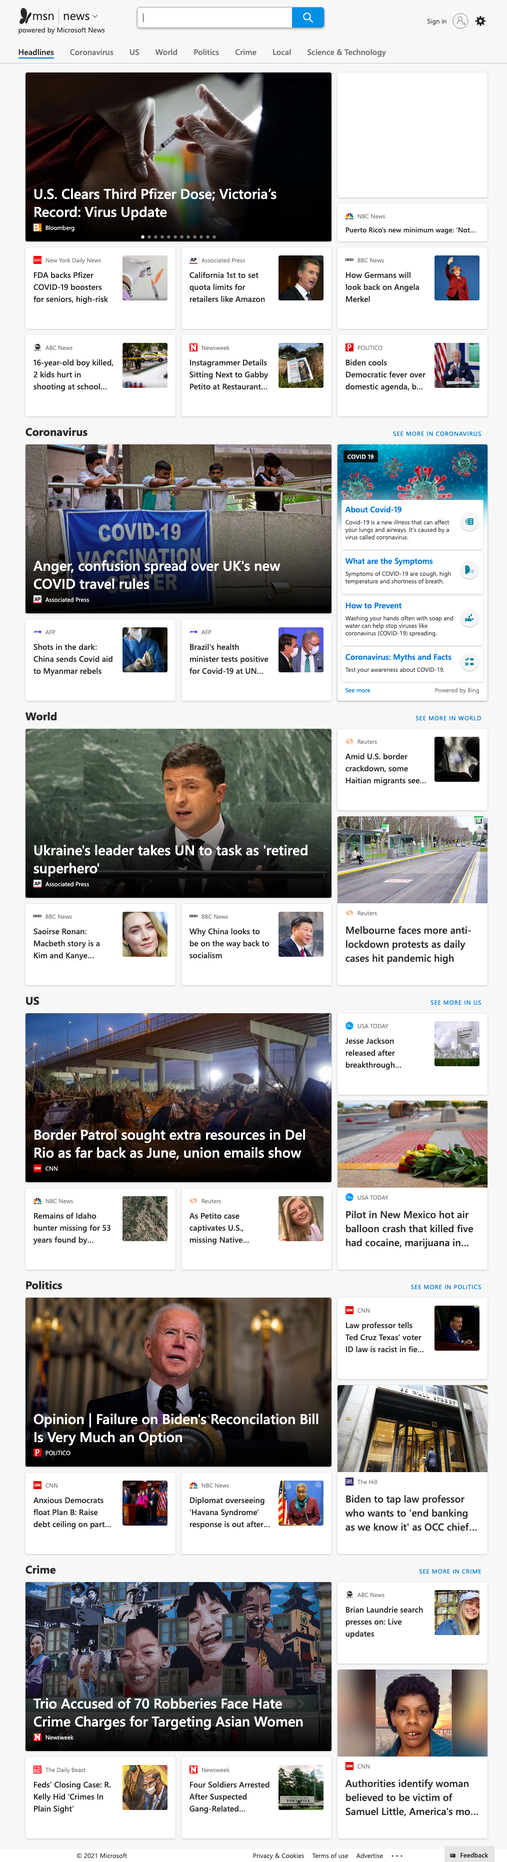 msn | news
powered by Microsoft News
Sign in
Headlines Coronavirus US World Politics Crime Local Science & Technology
U.S. Clears Third Pfizer Dose; Victoria's
Record: Virus Update
Bloomberg
NBC News
Puerto Rico's new minimum wage: 'Not...
New York Daily News
FDA backs Pfizer
COVID-19 boosters
for seniors, high-risk
Associated Press
California 1st to set
quota limits for
retailers like Amazon
BBC News
How Germans will
look back on Angela
Merkel
ABC News
16-year-old boy killed,
2 kids hurt in
shooting at school...
Newsweek
Instagrammer Details
Sitting Next to Gabby
Petito at Restaurant...
POLITICO
Biden cools
Democratic fever over
domestic agenda, b...
Coronavirus
SEE MORE IN CORONAVIRUS
COVID-19
VACCINATION
CENTER
Anger, confusion spread over UK's new
COVID travel rules
Associated Press
COVID 19
About Covid-19
Covid-19 is a new illness that can affect
your lungs and airways. It's caused by a
virus called coronavirus.
What are the Symptoms
Symptoms of COVID-19 are cough, high
temperature and shortness of breath.
How to Prevent
Washing your hands often with soap and
water can help stop viruses like
coronavirus (COVID-19) spreading.
Coronavirus: Myths and Facts
Test your awareness about COVID-19.
See more
Powered by Bing
AFP
Shots in the dark:
China sends Covid aid
to Myanmar rebels
AFP
Brazil's health
minister tests positive
for Covid-19 at UN...
World
SEE MORE IN WORLD
Ukraine's leader takes UN to task as 'retired
superhero'
Associated Press
Reuters
Amid U.S. border
crackdown, some
Haitian migrants see...
Reuters
Melbourne faces more anti-
lockdown protests as daily
cases hit pandemic high
BBC News
Saoirse Ronan:
Macbeth story is a
Kim and Kanye...
BBC News
Why China looks to
be on the way back to
socialism
US
SEE MORE IN US
Border Patrol sought extra resources in Del
Rio as far back as June, union emails show
CNN
USA TODAY
Jesse Jackson
released after
breakthrough...
USA TODAY
Pilot in New Mexico hot air
balloon crash that killed five
had cocaine, marijuana in...
NBC News
Remains of Idaho
hunter missing for 53
years found by...
Reuters
As Petito case
captivates U.S.,
missing Native...
Politics
SEE MORE IN POLITICS
Opinion | Failure on Biden's Reconciliation Bill
Is Very Much an Option
POLITICO
CNN
Law professor tells
Ted Cruz Texas' voter
ID law is racist in fie...
WALL STREET
The Hill
Biden to tap law professor
who wants to 'end banking
as we know it' as OCC chief...
CNN
Anxious Democrats
float Plan B: Raise
debt ceiling on part...
NBC News
Diplomat overseeing
'Havana Syndrome'
response is out after...
Crime
SEE MORE IN CRIME
Trio Accused of 70 Robberies Face Hate
Crime Charges for Targeting Asian Women
Newsweek
ABC News
Brian Laundrie search
presses on: Live
updates
CNN
Authorities identify woman
believed to be victim of
Samuel Little, America's mo...
The Daily Beast
Feds' Closing Case: R.
Kelly Hid 'Crimes In
Plain Sight'
Newsweek
Four Soldiers Arrested
After Suspected
Gang-Related...
© 2021 Microsoft
Privacy & Cookies Terms of use Advertise ...
Feedback